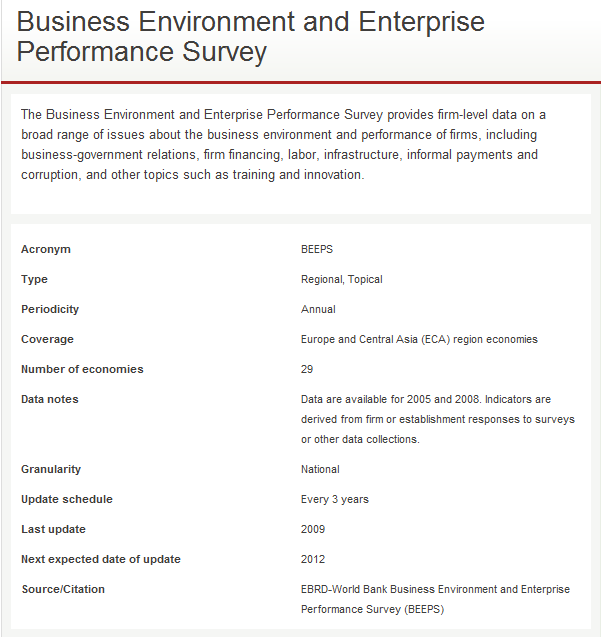 Business Environment and Enterprise
Performance Survey
The Business Environment and Enterprise Performance Survey provides firm-level data on a
broad range of issues about the business environment and performance of firms, including
business-government relations, firm financing, labor, infrastructure, informal payments and
corruption, and other topics such as training and innovation.
Acronym BEEPS
Type Regional, Topical
Periodicity Annual
Coverage Europe and Central Asia (ECA) region economies
Number of economies 29
Data notes Data are available for 2005 and 2008. Indicators are
derived from firm or establishment responses to surveys
or other data collections.
Granularity National
Update schedule Every 3 years
Last update 2009
Next expected date of update 2012
Source/Citation EBRD-World Bank Business Environment and Enterprise
Performance Survey (BEEPS)